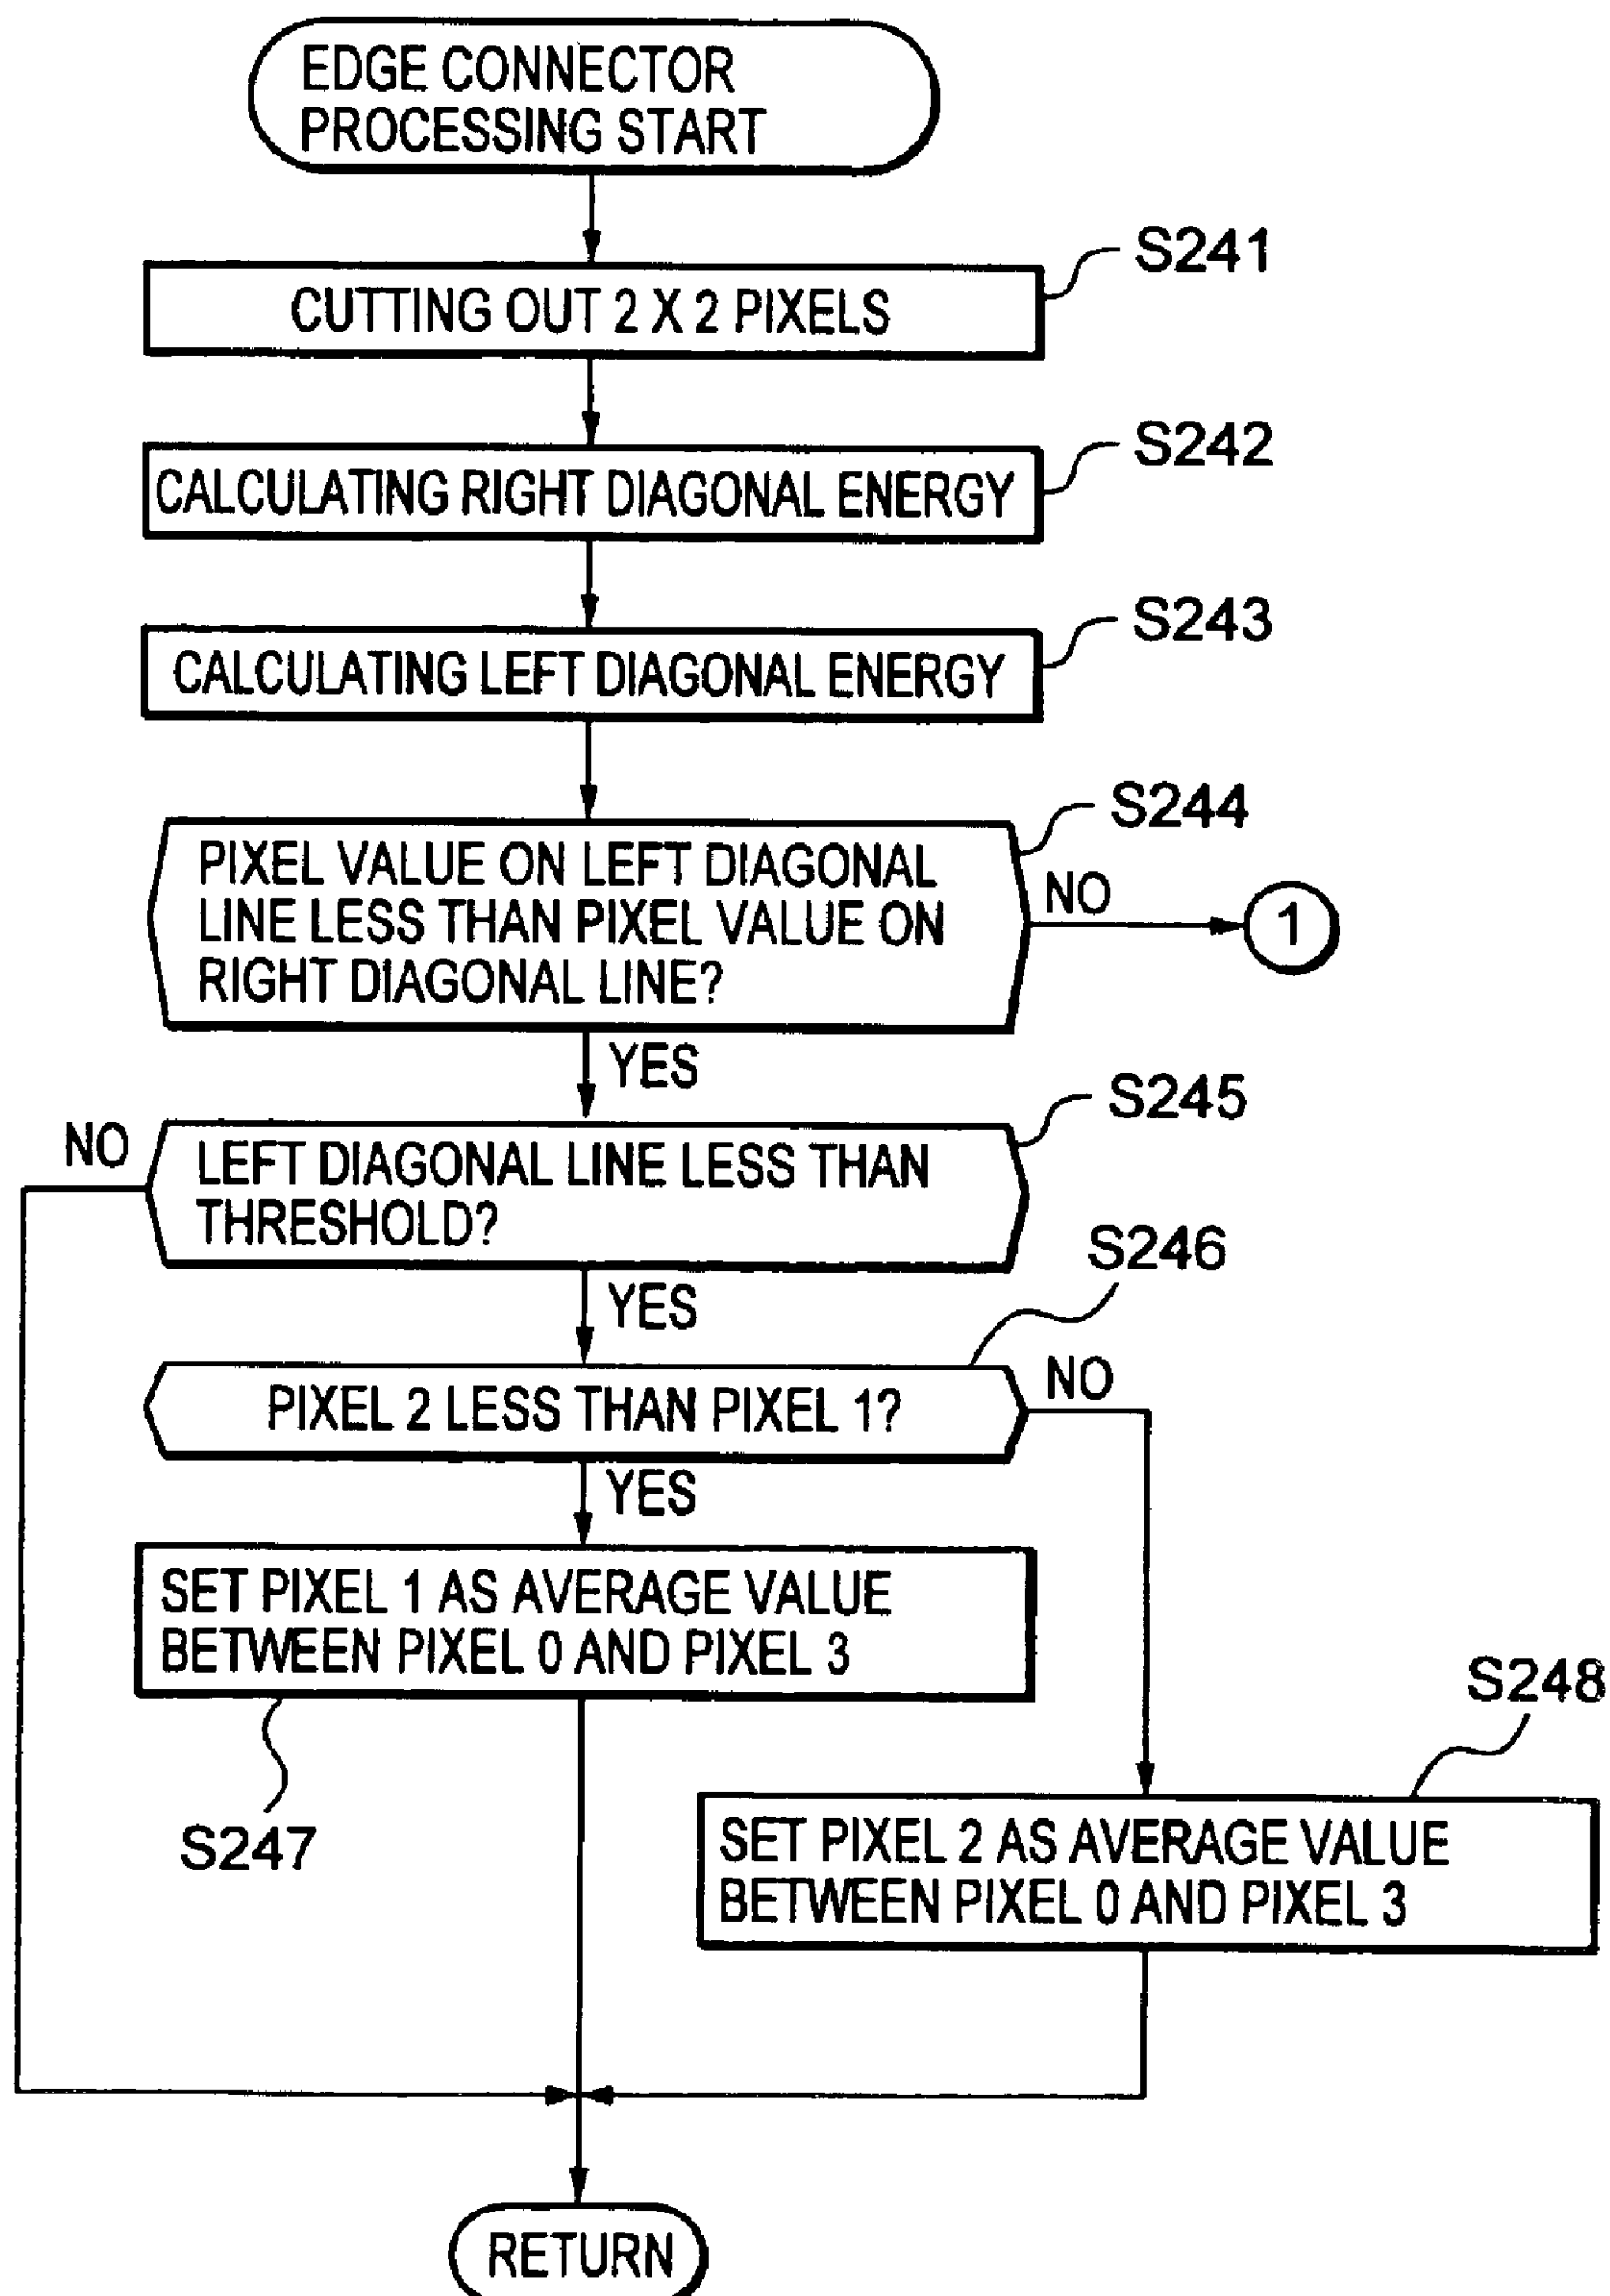 EDGE CONNECTOR
PROCESSING START
S241
CUTTING OUT 2 X 2 PIXELS
S242
CALCULATING RIGHT DIAGONAL ENERGY
S243
CALCULATING LEFT DIAGONAL ENERGY
S244
PIXEL VALUE ON LEFT DIAGONAL
LINE LESS THAN PIXEL VALUE ON
RIGHT DIAGONAL LINE?
NO
1
YES
S245
NO
LEFT DIAGONAL LINE LESS THAN
THRESHOLD?
YES
S246
PIXEL 2 LESS THAN PIXEL 1?
NO
YES
SET PIXEL 1 AS AVERAGE VALUE
BETWEEN PIXEL 0 AND PIXEL 3
S247
S248
SET PIXEL 2 AS AVERAGE VALUE
BETWEEN PIXEL 0 AND PIXEL 3
RETURN